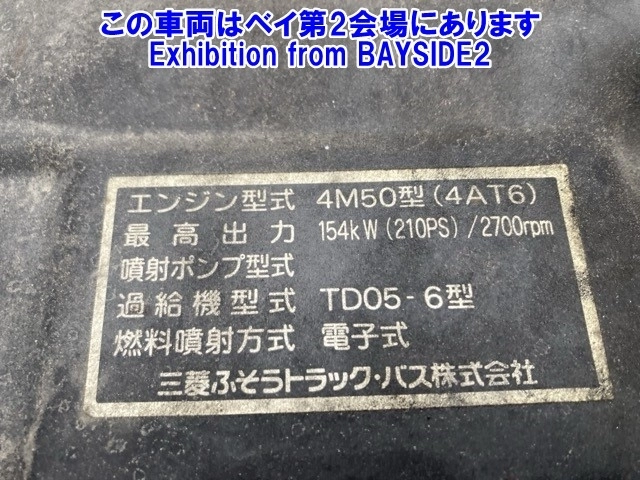 この車両はベイ第2会場にあります
Exhibition from BAYSIDE2
エンジン型式 4M50型(4AT6)
最高出力 154kW(210PS)/2700rpm
噴射ポンプ型式
過給機型式 TD05-6型
燃料噴射方式 電子式
三菱ふそうトラック・バス株式会社